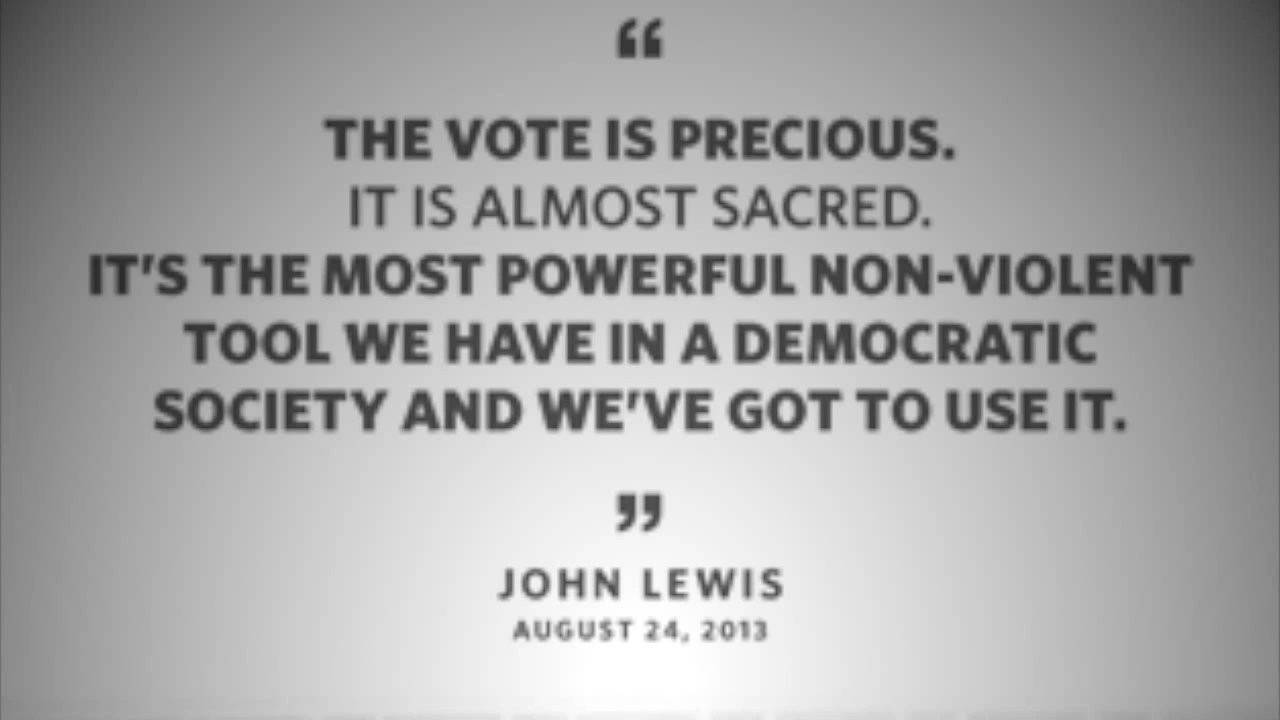 “
THE VOTE IS PRECIOUS.
IT IS ALMOST SACRED.
IT’S THE MOST POWERFUL NON-VIOLENT
TOOL WE HAVE IN A DEMOCRATIC
SOCIETY AND WE’VE GOT TO USE IT.
”
JOHN LEWIS
AUGUST 24, 2013